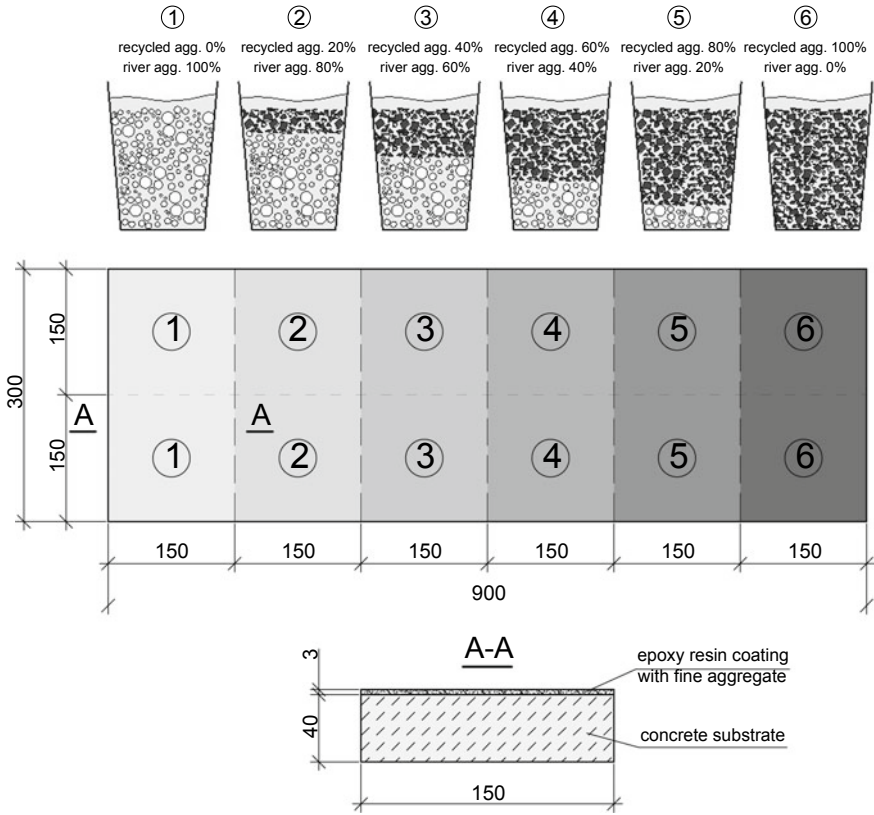 ① ② ③ ④ ⑤ ⑥
recycled agg. 0% recycled agg. 20% recycled agg. 40% recycled agg. 60% recycled agg. 80% recycled agg. 100%
river agg. 100% river agg. 80% river agg. 60% river agg. 40% river agg. 20% river agg. 0%
150
① ② ③ ④ ⑤ ⑥
300
A A
150
① ② ③ ④ ⑤ ⑥
150 150 150 150 150 150
900
A-A
3
epoxy resin coating
with fine aggregate
40
concrete substrate
150